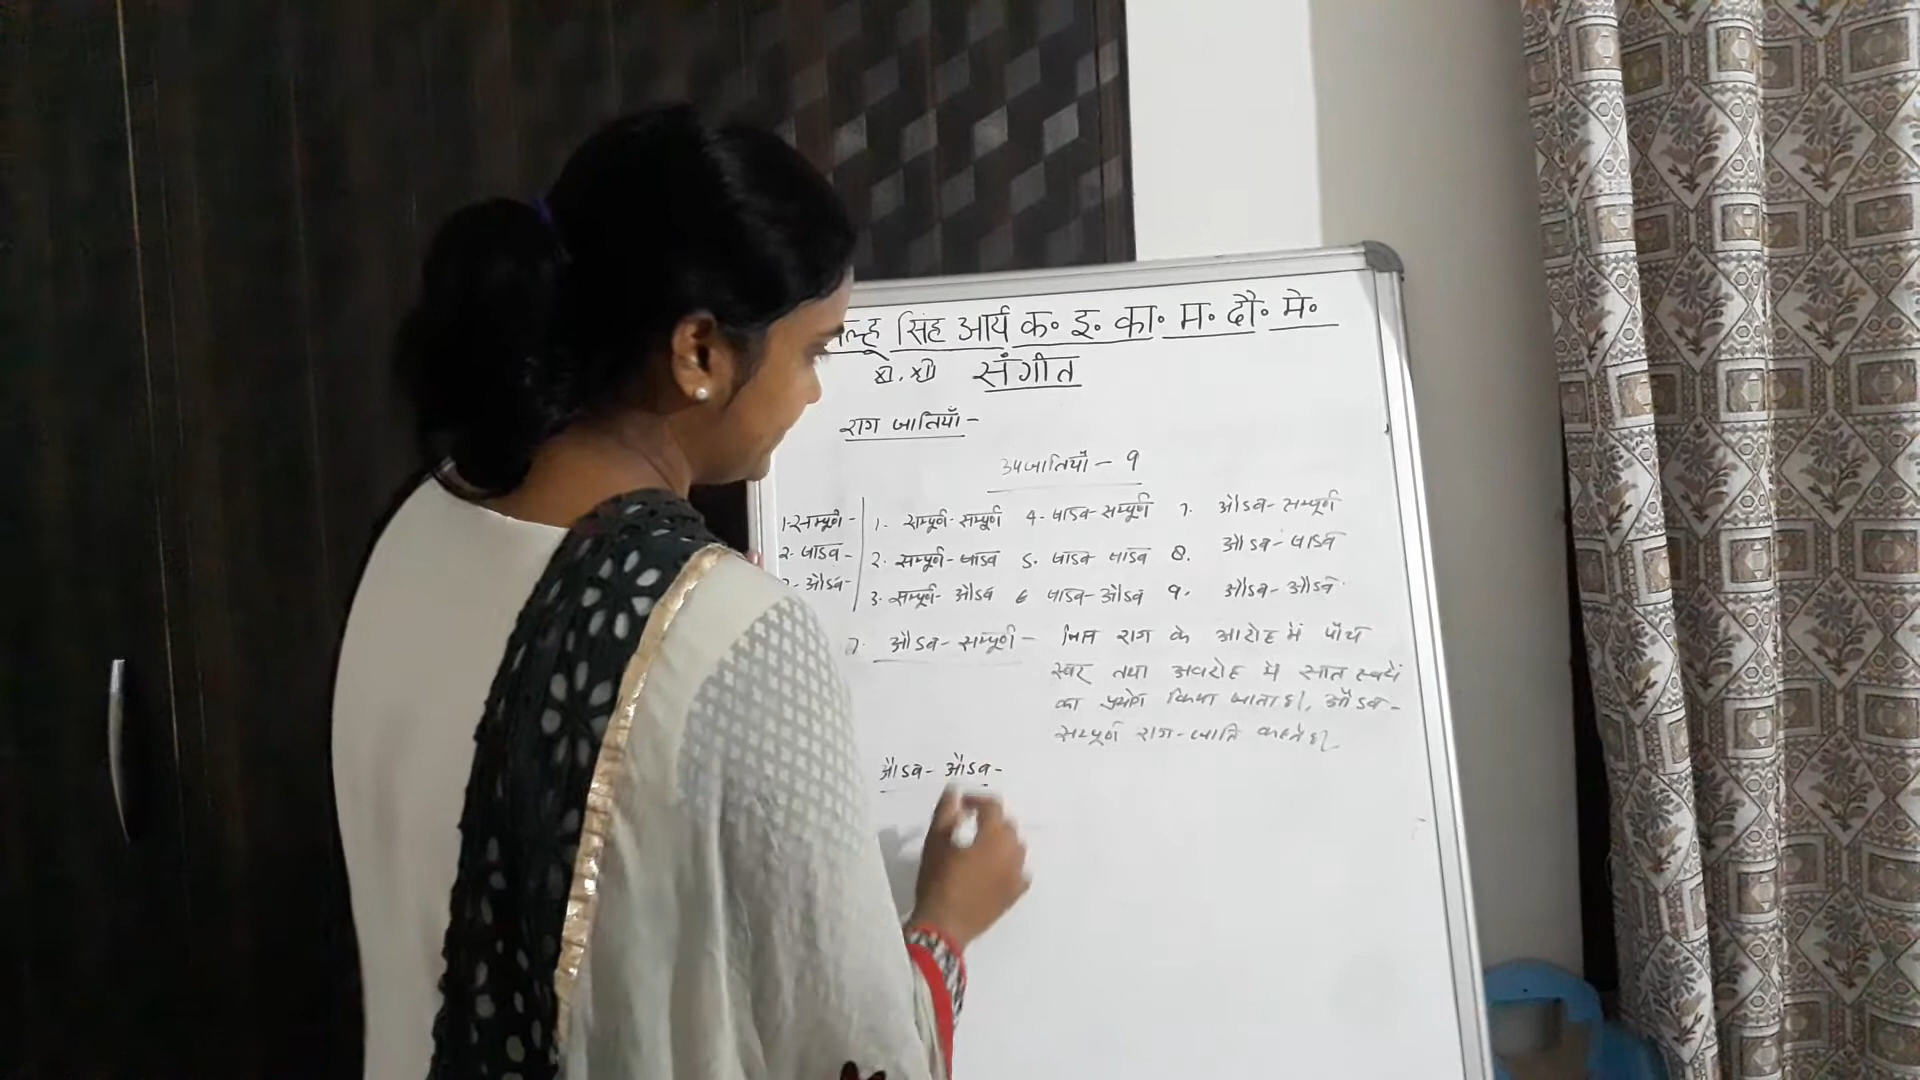 सिंह आर्य क॰ इ॰ का॰ म॰ दौ॰ मे॰
XI, XII संगीत
राग जातियाँ -
उपजातियाँ - 9
1- सम्पूर्ण - 1. सम्पूर्ण- सम्पूर्ण 4- षाडव- सम्पूर्ण 7. औडव- सम्पूर्ण
2- षाडव - 2. सम्पूर्ण- षाडव 5. षाडव षाडव 8. औडव- षाडव
औडव- 3. सम्पूर्ण- औडव 6 षाडव- औडव 9. औडव- औडव
7. औडव- सम्पूर्ण - जिस राग के आरोह में पाँच
स्वर तथा अवरोह में सात स्वरों
का प्रयोग किया जाता है, औडव-
सम्पूर्ण राग- जाति कहते है
औडव- औडव-